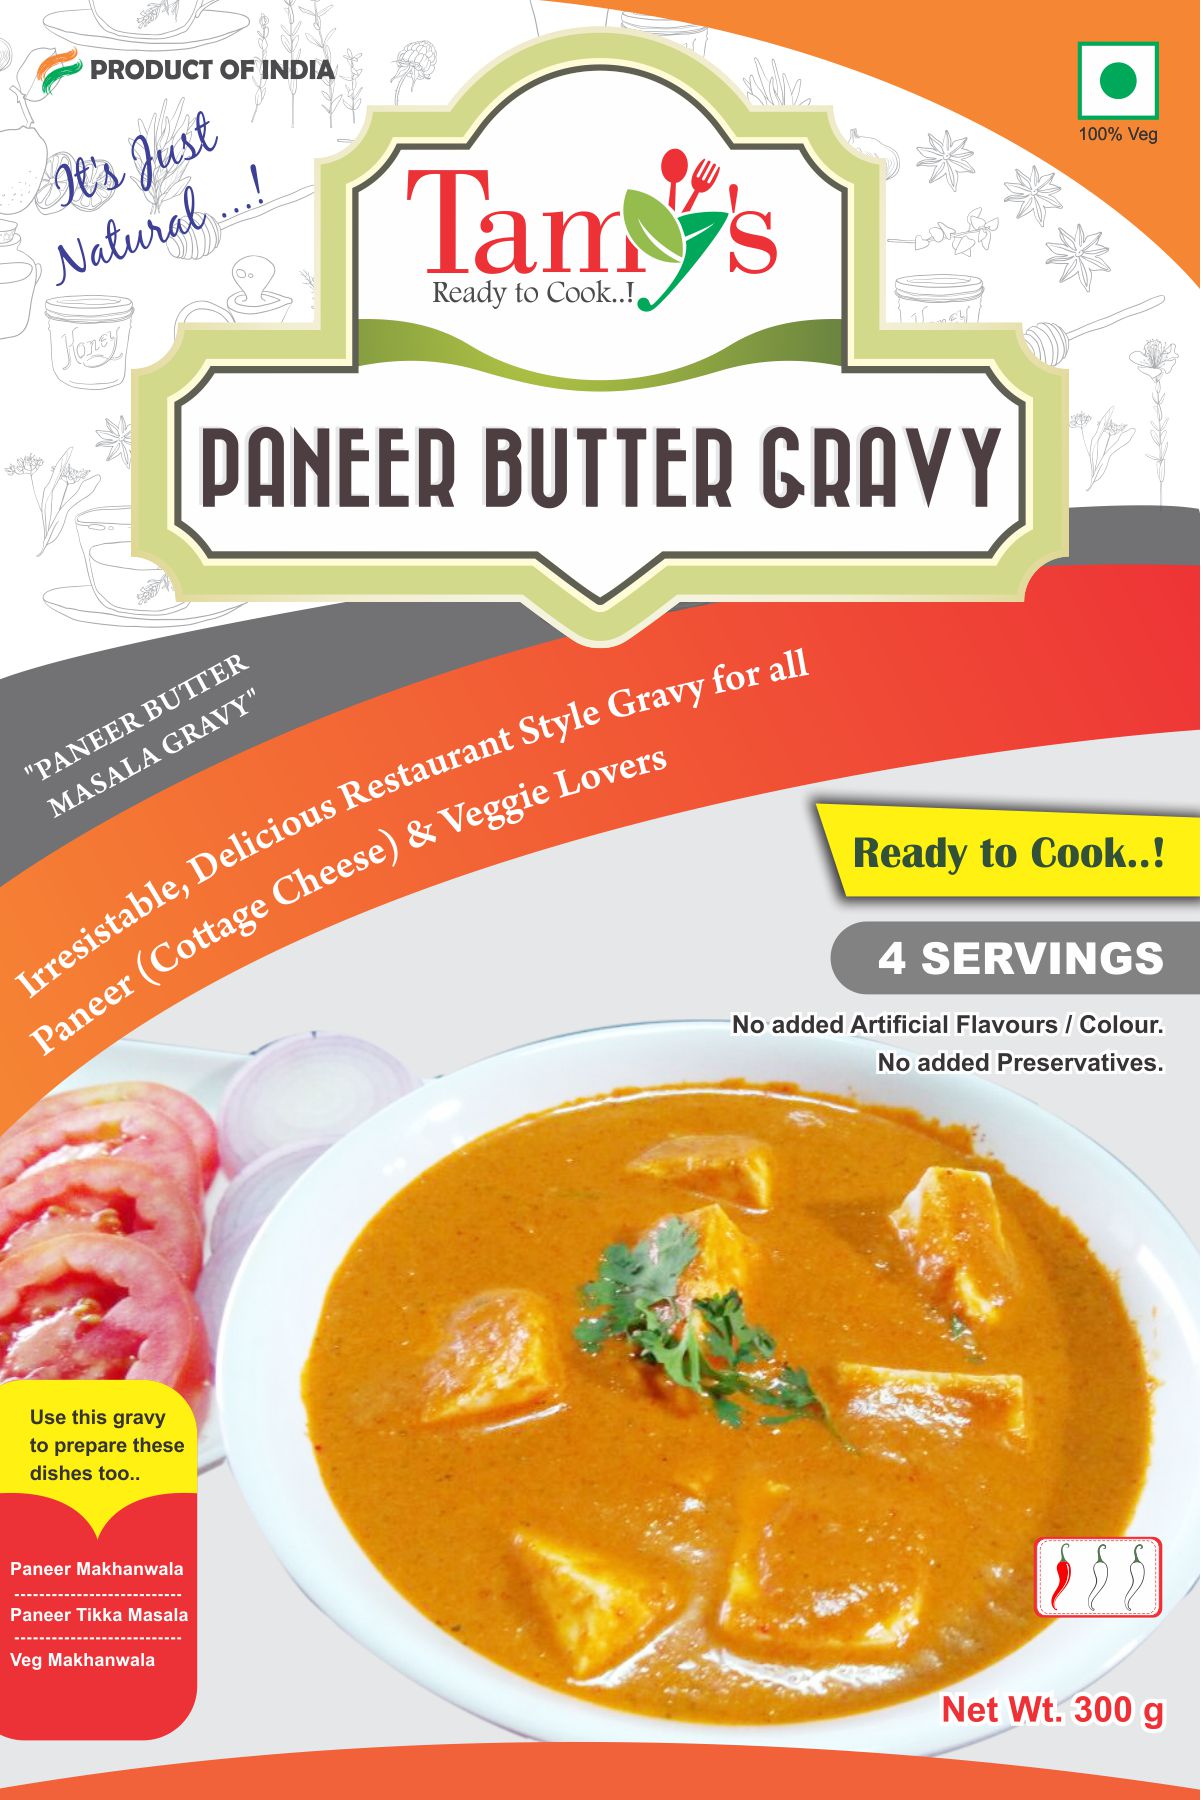 PRODUCT OF INDIA
It's Just
Natural ...!
100% Veg
Tamy's
Ready to Cook..!
Honey
PANEER BUTTER GRAVY
"PANEER BUTTER
MASALA GRAVY"
Irresistable, Delicious Restaurant Style Gravy for all
Paneer (Cottage Cheese) & Veggie Lovers
Ready to Cook..!
4 SERVINGS
No added Artificial Flavours / Colour.
No added Preservatives.
Use this gravy
to prepare these
dishes too..
Paneer Makhanwala
Paneer Tikka Masala
Veg Makhanwala
Net Wt. 300 g